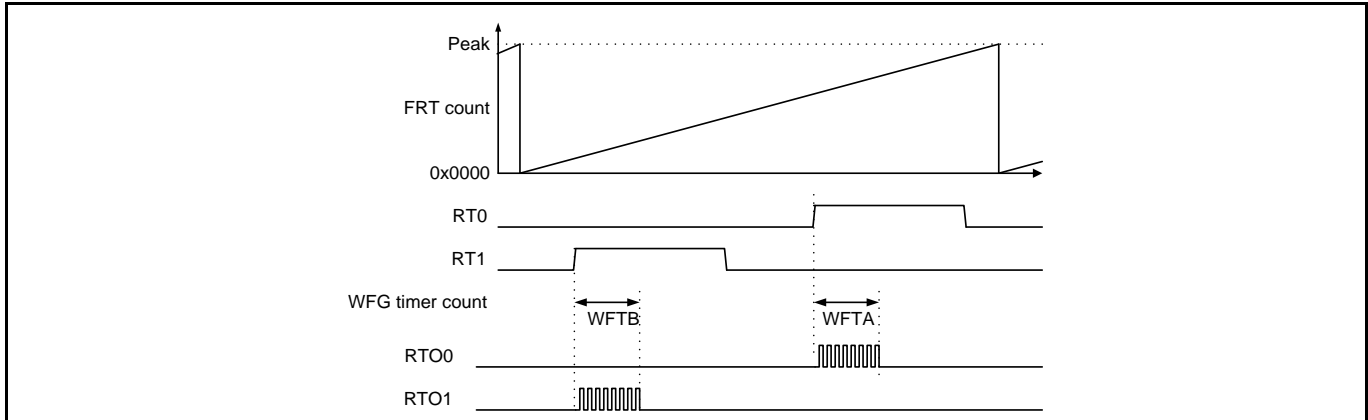 Peak
FRT count
0x0000
RT0
RT1
WFG timer count
WFTB
WFTA
RTO0
RTO1